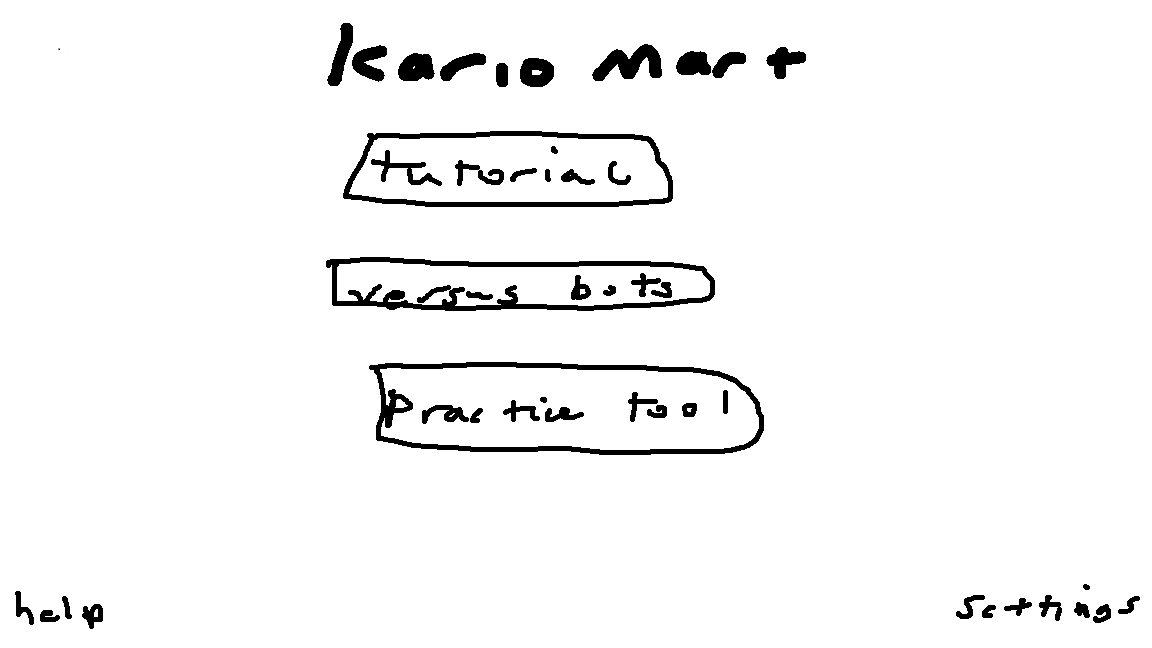 Kario Mart
tutorial
versus bots
Practice tool
help
settings